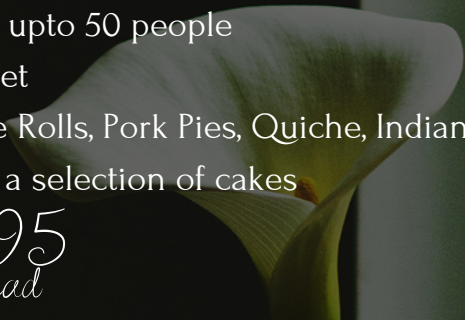 upto 50 people
et
e Rolls, Pork Pies, Quiche, Indian
a selection of cakes
95
ad